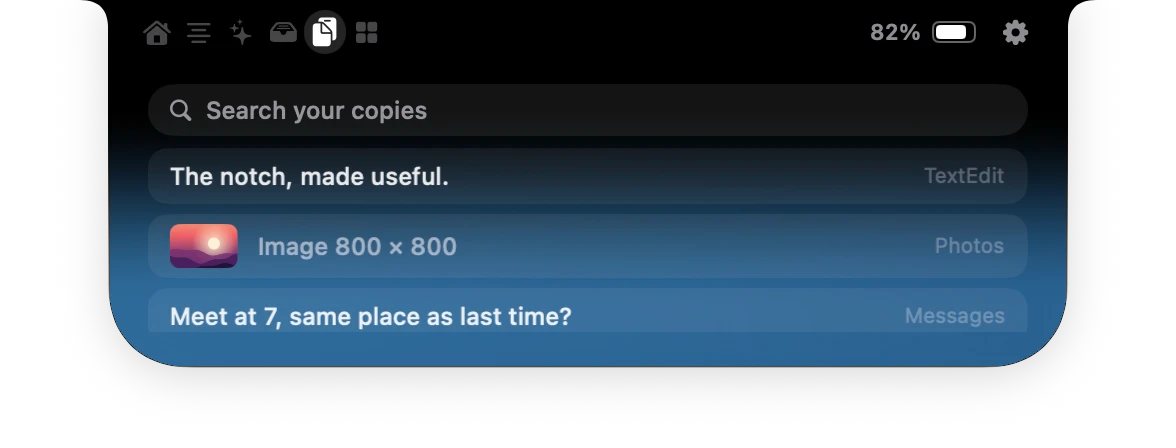 82%
Search your copies
The notch, made useful. TextEdit
Image 800 × 800 Photos
Meet at 7, same place as last time? Messages